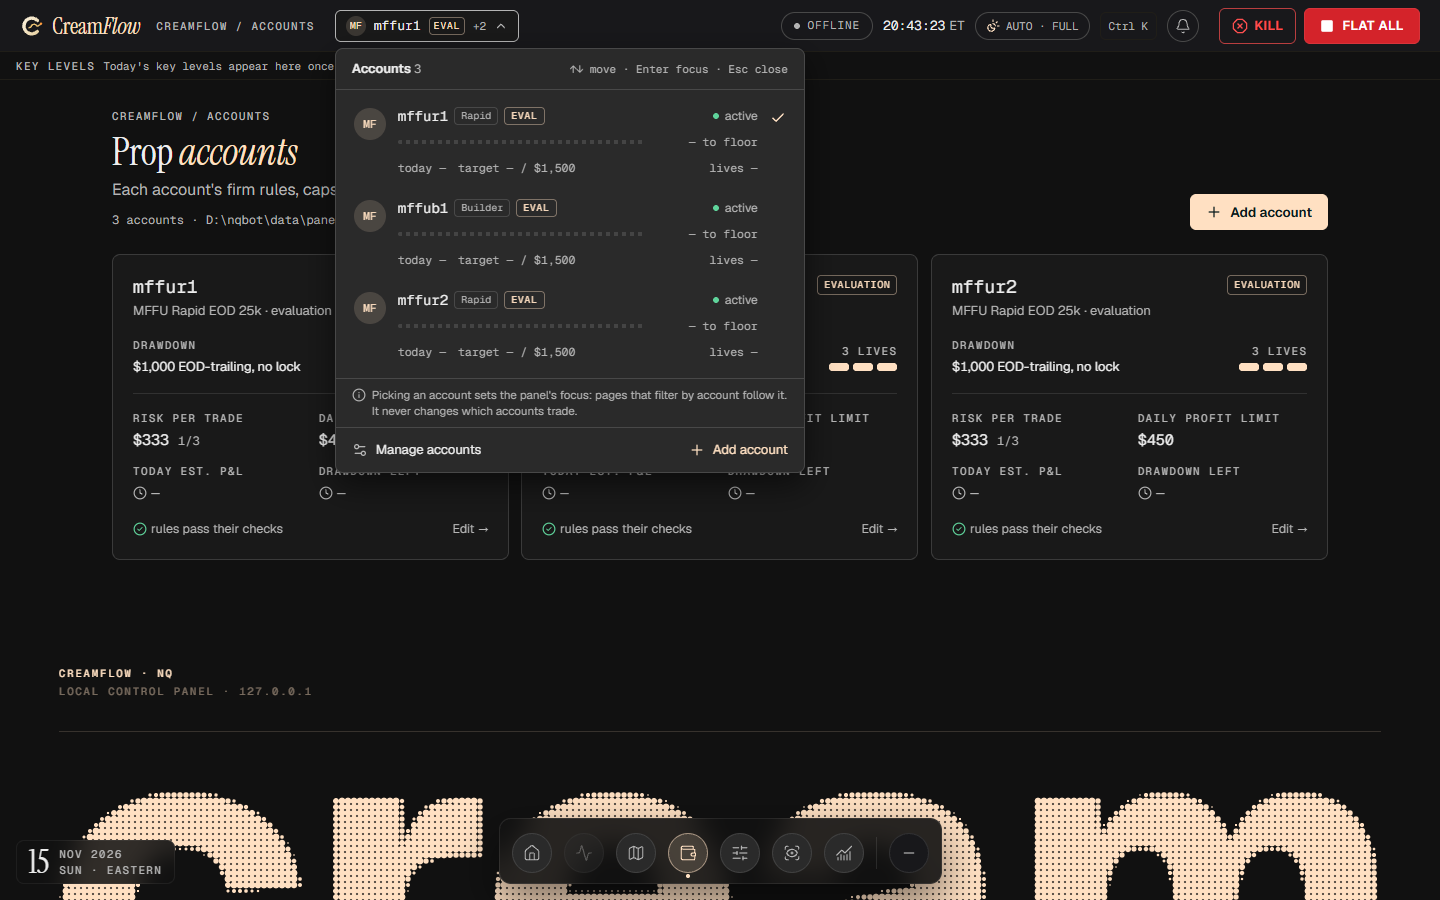 CreamFlow CREAMFLOW / ACCOUNTS MF mffur1 EVAL +2 OFFLINE 20:43:23 ET AUTO · FULL Ctrl K KILL FLAT ALL
KEY LEVELS Today's key levels appear here once
Accounts 3 move · Enter focus · Esc close
MF mffur1 Rapid EVAL active
– to floor
today – target – / $1,500 lives –
MF mffub1 Builder EVAL active
– to floor
today – target – / $1,500 lives –
MF mffur2 Rapid EVAL active
– to floor
today – target – / $1,500 lives –
Picking an account sets the panel's focus: pages that filter by account follow it.
It never changes which accounts trade.
Manage accounts Add account
CREAMFLOW / ACCOUNTS
Prop accounts
Each account's firm rules, caps
3 accounts · D:\nqbot\data\pane
Add account
mffur1
MFFU Rapid EOD 25k · evaluation
DRAWDOWN
$1,000 EOD-trailing, no lock
RISK PER TRADE
$333 1/3
TODAY EST. P&L
–
–
rules pass their checks Edit →
EVALUATION
3 LIVES
–
–
rules pass their checks Edit →
mffur2 EVALUATION
MFFU Rapid EOD 25k · evaluation
DRAWDOWN 3 LIVES
$1,000 EOD-trailing, no lock
RISK PER TRADE DAILY PROFIT LIMIT
$333 1/3 $450
TODAY EST. P&L DRAWDOWN LEFT
– –
rules pass their checks Edit →
CREAMFLOW · NQ
LOCAL CONTROL PANEL · 127.0.0.1
15 NOV 2026
SUN · EASTERN